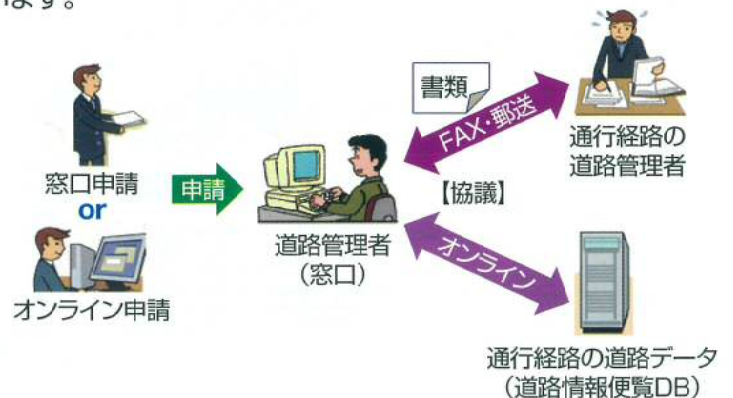 ます。
窓口申請
or
オンライン申請
申請
道路管理者
（窓口）
書類
FAX・郵送
【協議】
オンライン
通行経路の
道路管理者
通行経路の道路データ
（道路情報便覧DB）